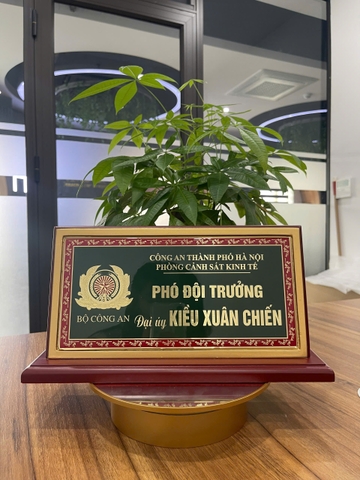 CÔNG AN THÀNH PHỐ HÀ NỘI
PHÒNG CẢNH SÁT KINH TẾ
PHÓ ĐỘI TRƯỞNG
BỘ CÔNG AN
Đại úy KIỀU XUÂN CHIẾN